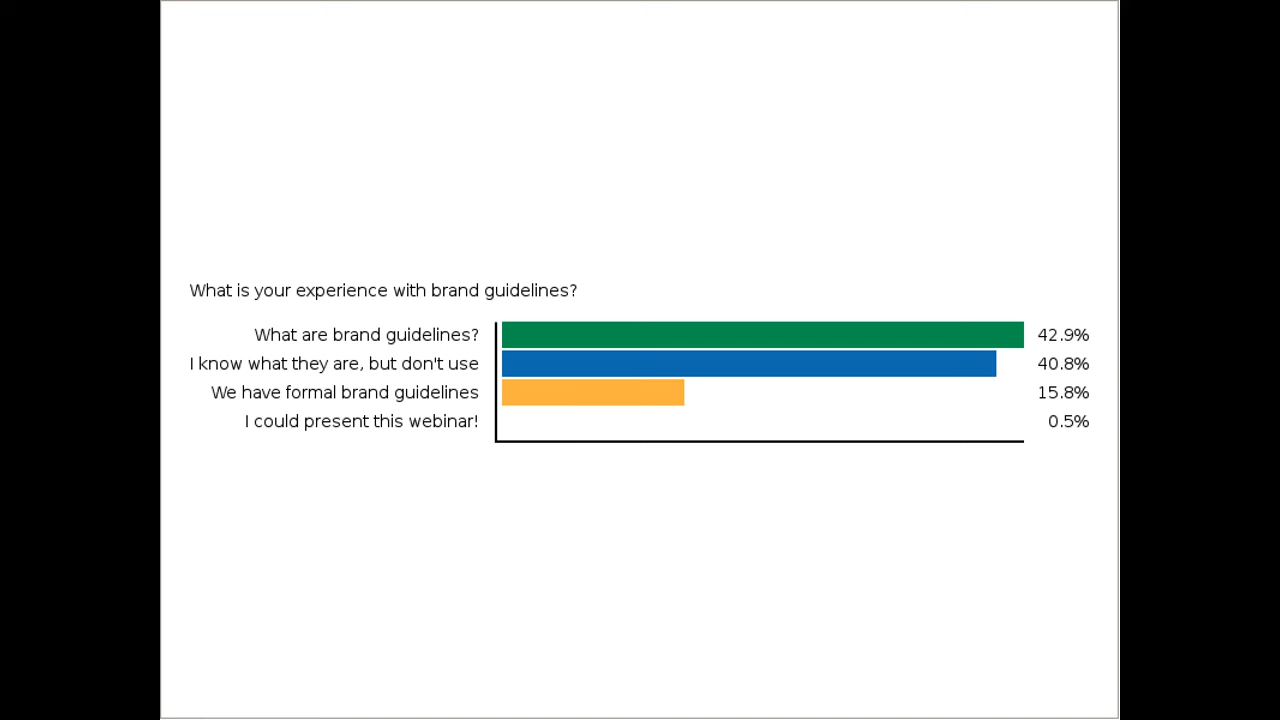 What is your experience with brand guidelines?
What are brand guidelines? 42.9%
I know what they are, but don't use 40.8%
We have formal brand guidelines 15.8%
I could present this webinar! 0.5%